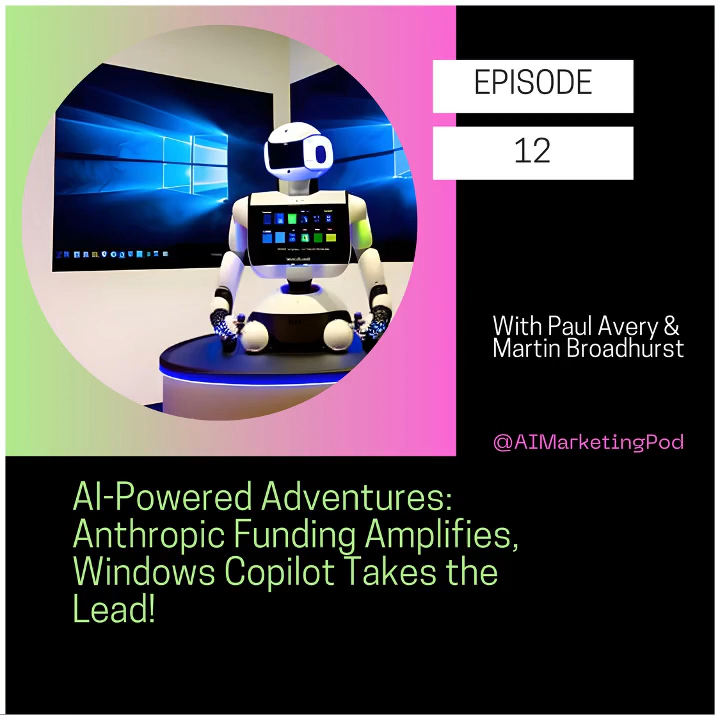 EPISODE
12
With Paul Avery &
Martin Broadhurst
@AIMarketingPod
AI-Powered Adventures:
Anthropic Funding Amplifies,
Windows Copilot Takes the
Lead!